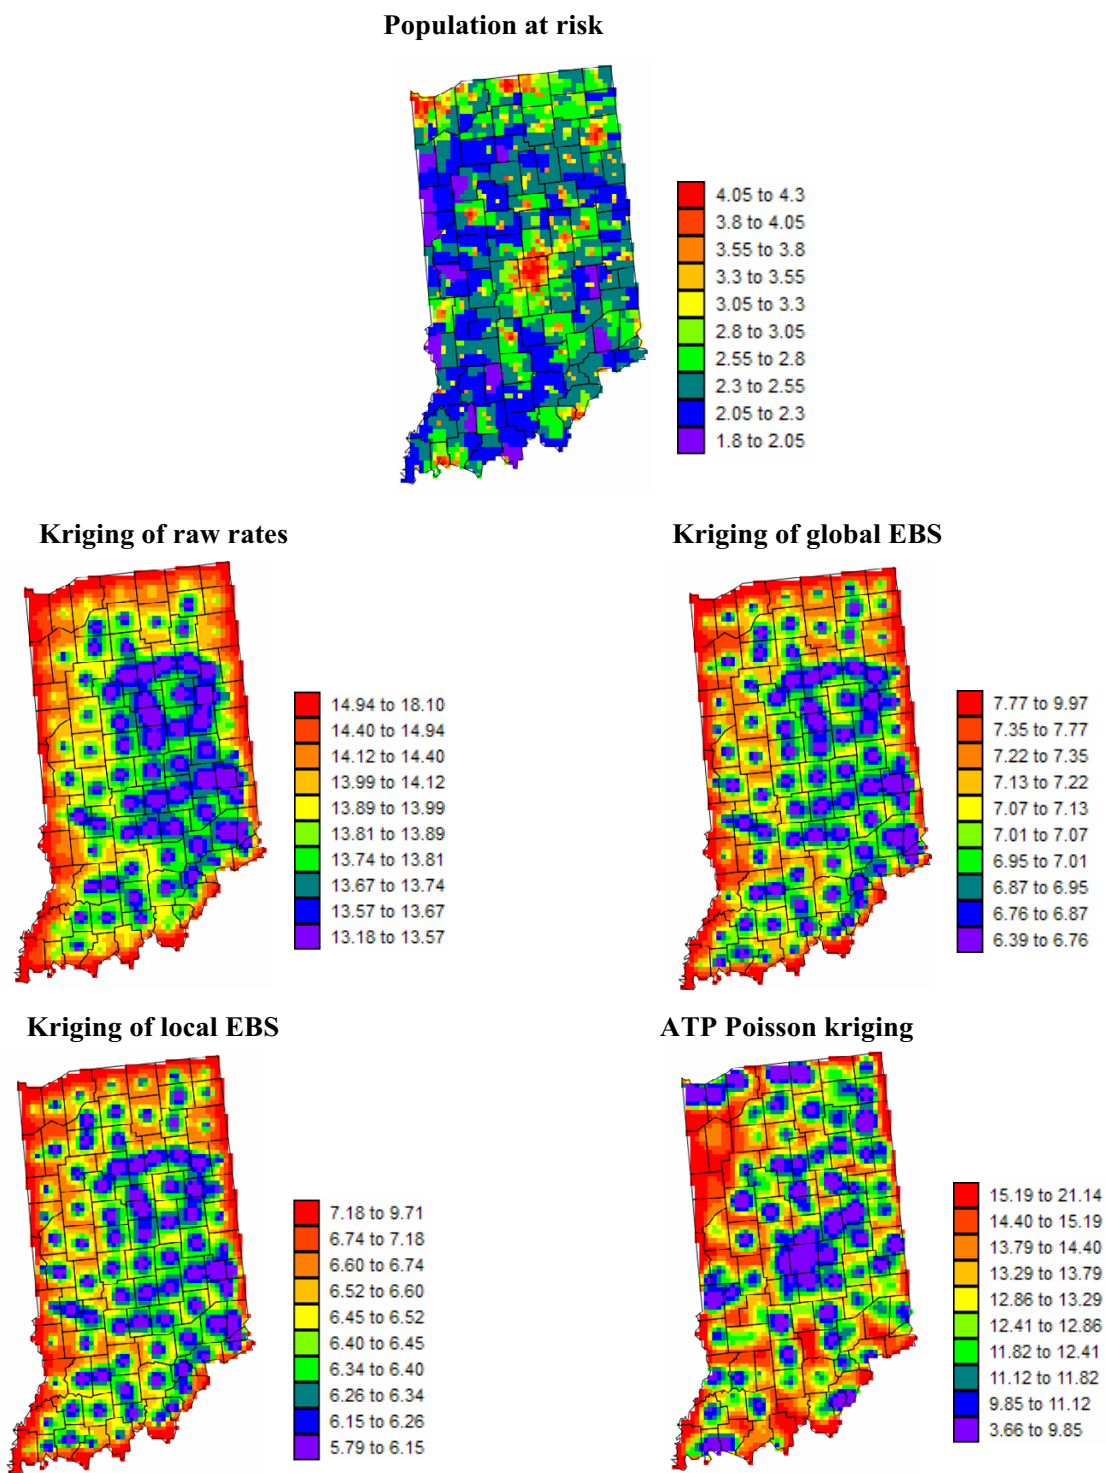 Population at risk
4.05 to 4.3
3.8 to 4.05
3.55 to 3.8
3.3 to 3.55
3.05 to 3.3
2.8 to 3.05
2.55 to 2.8
2.3 to 2.55
2.05 to 2.3
1.8 to 2.05
Kriging of raw rates
14.94 to 18.10
14.40 to 14.94
14.12 to 14.40
13.99 to 14.12
13.89 to 13.99
13.81 to 13.89
13.74 to 13.81
13.67 to 13.74
13.57 to 13.67
13.18 to 13.57
Kriging of global EBS
7.77 to 9.97
7.35 to 7.77
7.22 to 7.35
7.13 to 7.22
7.07 to 7.13
7.01 to 7.07
6.95 to 7.01
6.87 to 6.95
6.76 to 6.87
6.39 to 6.76
Kriging of local EBS
7.18 to 9.71
6.74 to 7.18
6.60 to 6.74
6.52 to 6.60
6.45 to 6.52
6.40 to 6.45
6.34 to 6.40
6.26 to 6.34
6.15 to 6.26
5.79 to 6.15
ATP Poisson kriging
15.19 to 21.14
14.40 to 15.19
13.79 to 14.40
13.29 to 13.79
12.86 to 13.29
12.41 to 12.86
11.82 to 12.41
11.12 to 11.82
9.85 to 11.12
3.66 to 9.85